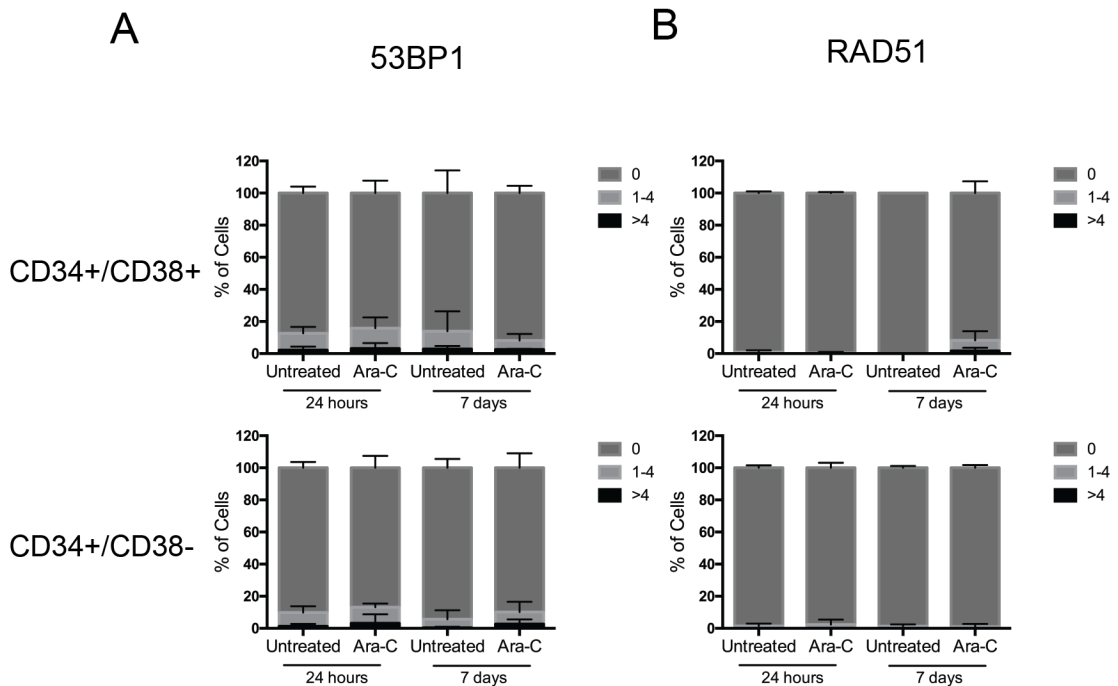 A
53BP1
B
RAD51
CD34+/CD38+
% of Cells
120
100
80
60
40
20
0
Untreated Ara-C Untreated Ara-C
24 hours 7 days
0
1-4
>4
% of Cells
120
100
80
60
40
20
0
Untreated Ara-C Untreated Ara-C
24 hours 7 days
0
1-4
>4
CD34+/CD38-
% of Cells
120
100
80
60
40
20
0
Untreated Ara-C Untreated Ara-C
24 hours 7 days
0
1-4
>4
% of Cells
120
100
80
60
40
20
0
Untreated Ara-C Untreated Ara-C
24 hours 7 days
0
1-4
>4